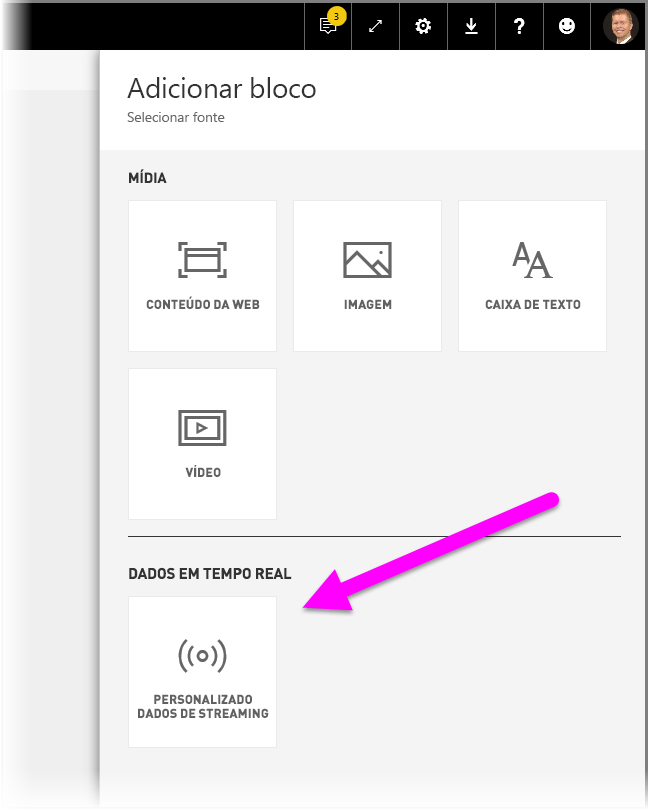 3
?
Adicionar bloco
Selecionar fonte
MÍDIA
CONTEÚDO DA WEB
IMAGEM
CAIXA DE TEXTO
VÍDEO
DADOS EM TEMPO REAL
PERSONALIZADO
DADOS DE STREAMING